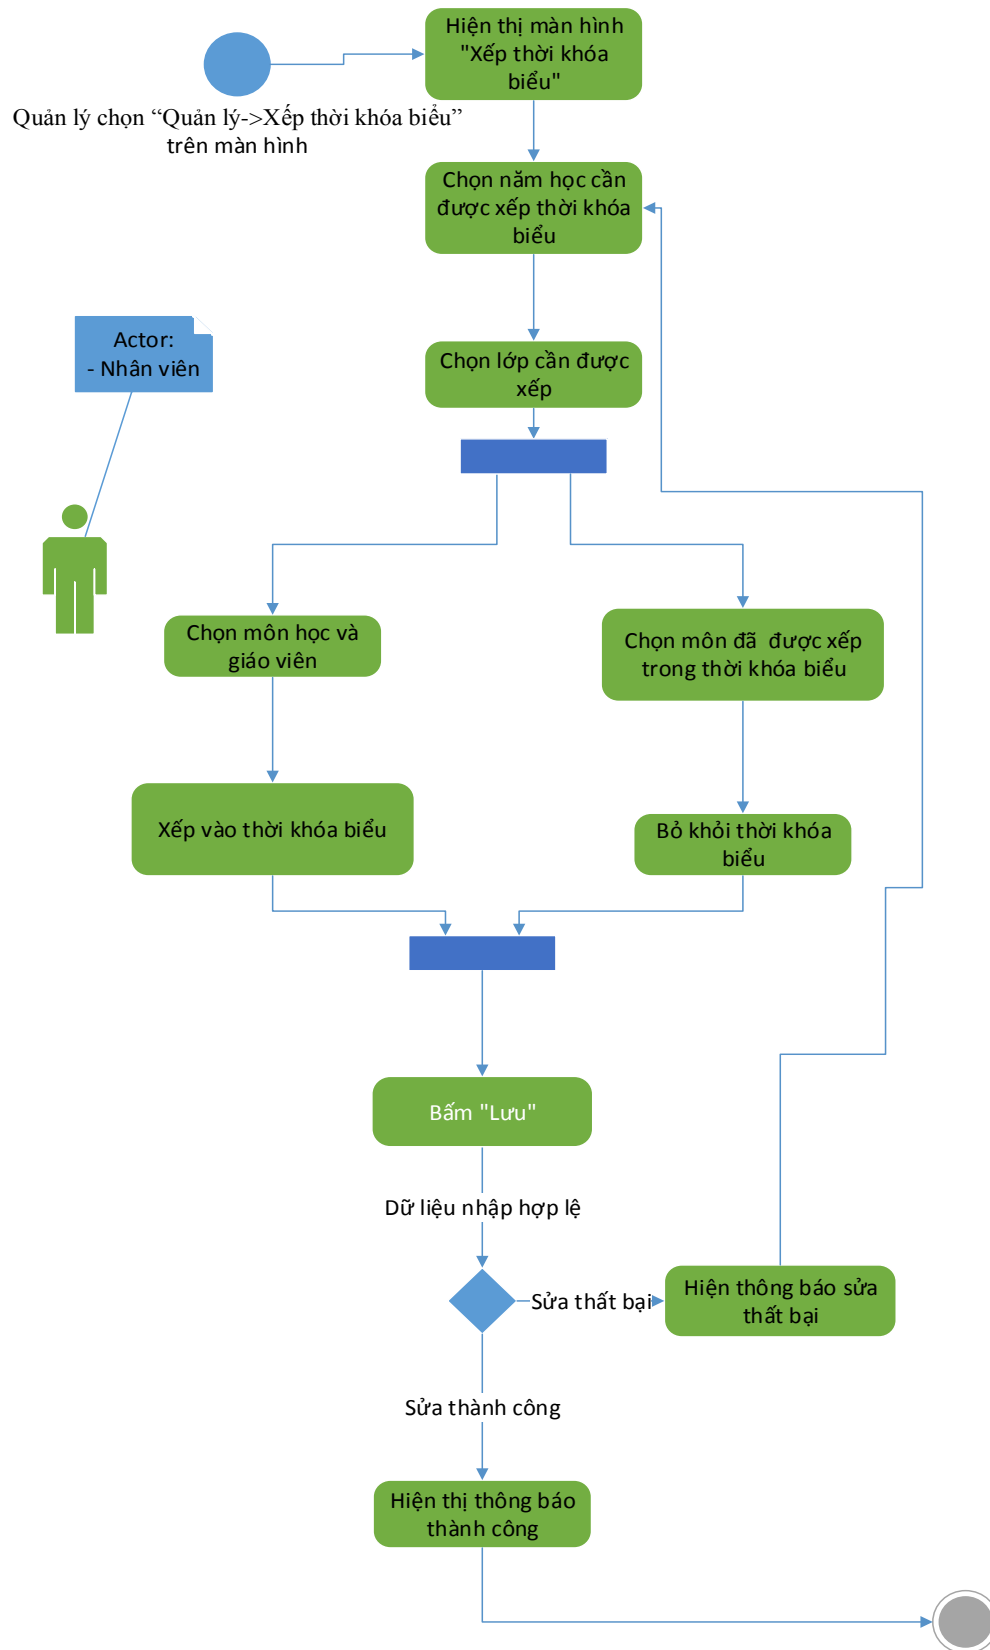 Hiện thị màn hình
"Xếp thời khóa
biểu"
Quản lý chọn “Quản lý->Xếp thời khóa biểu”
trên màn hình
Chọn năm học cần
được xếp thời khóa
biểu
Actor:
- Nhân viên
Chọn lớp cần được
xếp
Chọn môn học và
giáo viên
Chọn môn đã  được xếp
trong thời khóa biểu
Xếp vào thời khóa biểu
Bỏ khỏi thời khóa
biểu
Bấm "Lưu"
Dữ liệu nhập hợp lệ
Sửa thất bại
Hiện thông báo sửa
thất bại
Sửa thành công
Hiện thị thông báo
thành công